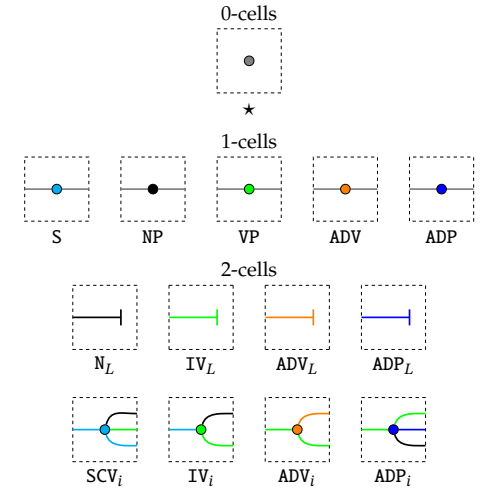 0-cells
★
1-cells
S NP VP ADV ADP
2-cells
N_L IV_L ADV_L ADP_L
SCV_i IV_i ADV_i ADP_i